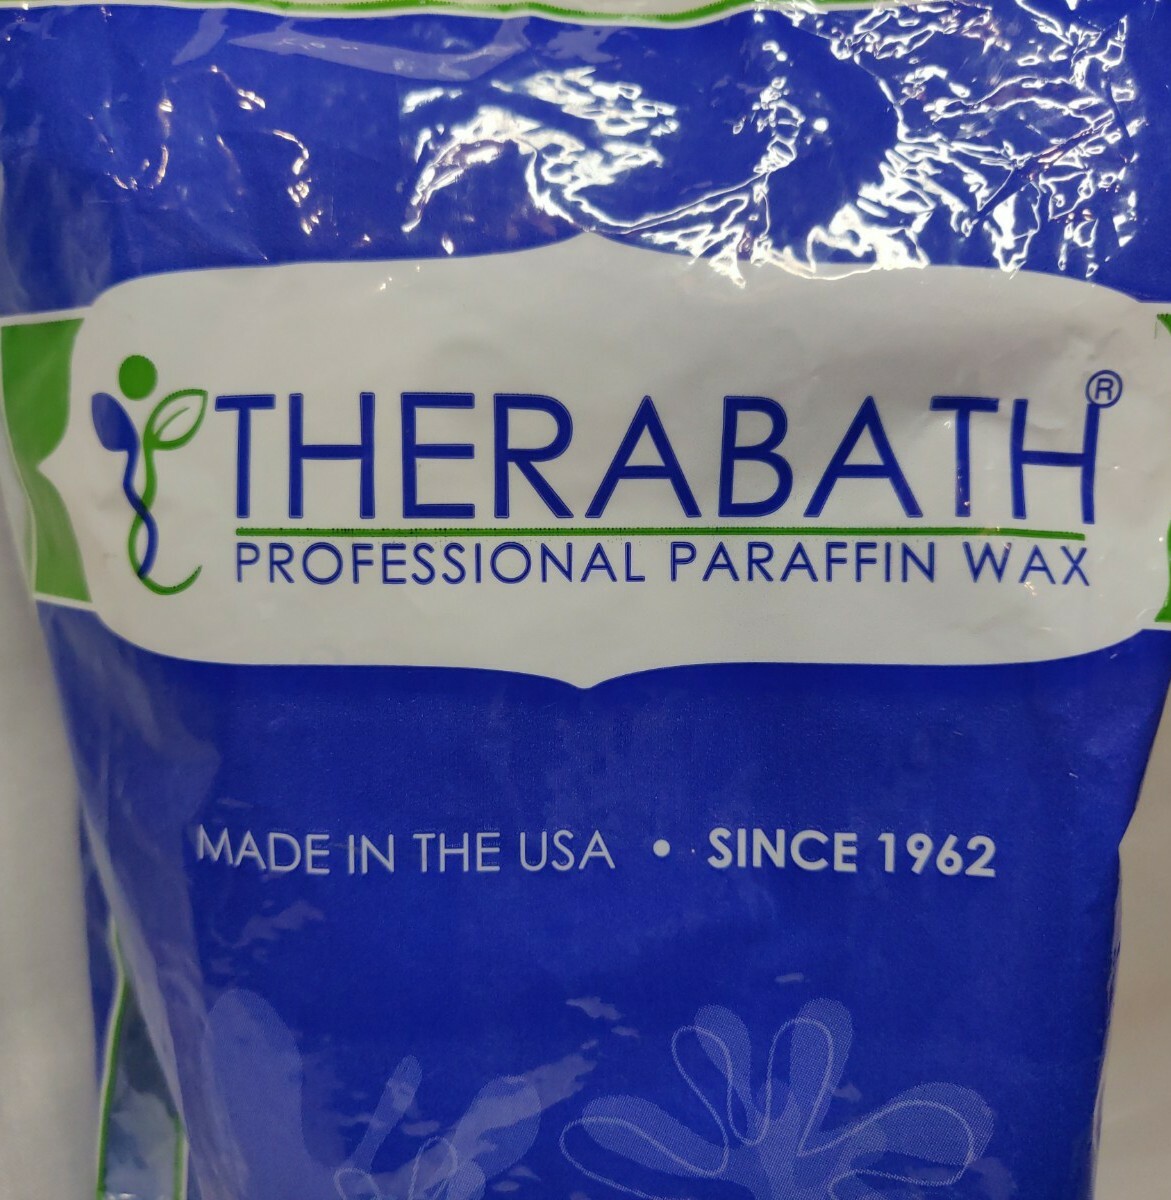 THERABATH®
PROFESSIONAL PARAFFIN WAX
MADE IN THE USA • SINCE 1962